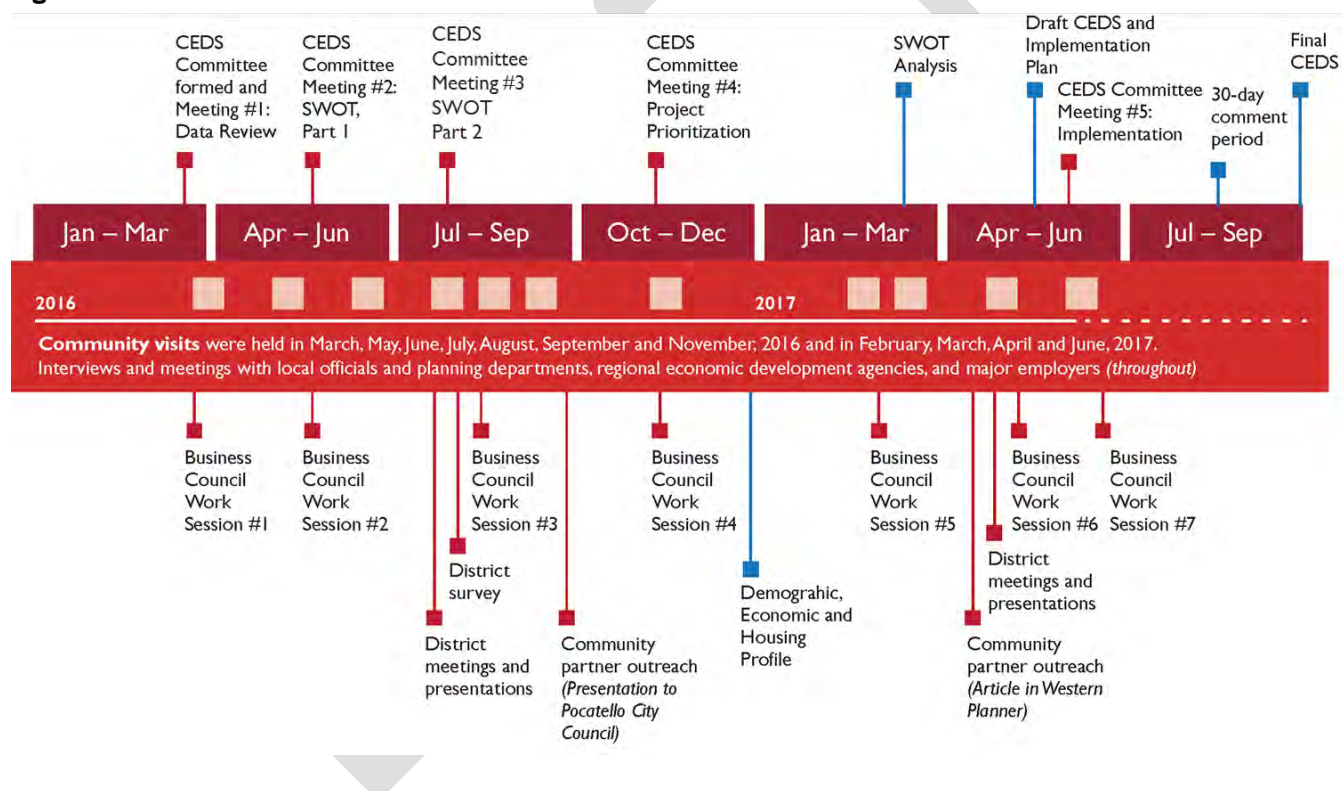 CEDS
Committee
formed and
Meeting #1:
Data Review
CEDS
Committee
Meeting #2:
SWOT,
Part 1
CEDS
Committee
Meeting #3
SWOT
Part 2
CEDS
Committee
Meeting #4:
Project
Prioritization
SWOT
Analysis
Draft CEDS and
Implementation
Plan
CEDS Committee
Meeting #5:
Implementation
30-day
comment
period
Final
CEDS
Jan – Mar
Apr – Jun
Jul – Sep
Oct – Dec
Jan – Mar
Apr – Jun
Jul – Sep
2016
2017
Community visits were held in March, May, June, July, August, September and November, 2016 and in February, March, April and June, 2017.
Interviews and meetings with local officials and planning departments, regional economic development agencies, and major employers (throughout)
Business
Council
Work
Session #1
Business
Council
Work
Session #2
Business
Council
Work
Session #3
Business
Council
Work
Session #4
Business
Council
Work
Session #5
Business
Council
Work
Session #6
Business
Council
Work
Session #7
District
survey
District
meetings and
presentations
Community
partner outreach
(Presentation to
Pocatello City
Council)
Demograhic,
Economic and
Housing
Profile
District
meetings and
presentations
Community
partner outreach
(Article in Western
Planner)